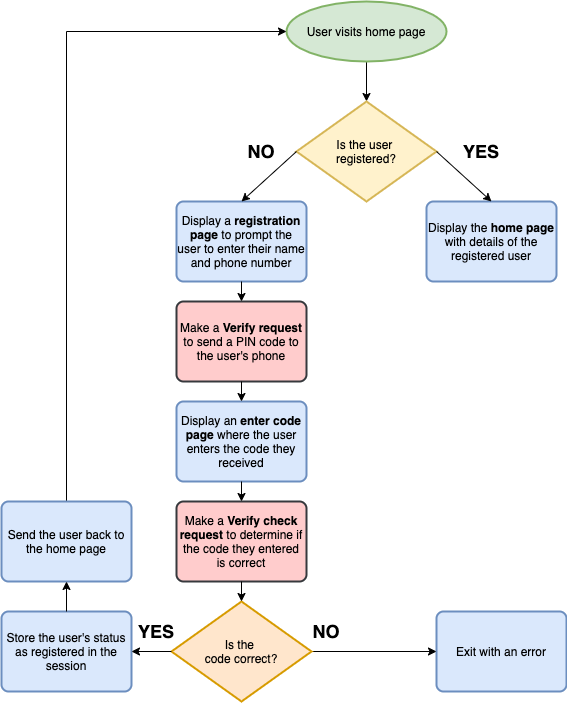 User visits home page
Is the user
registered?
NO
YES
Display a registration
page to prompt the
user to enter their name
and phone number
Display the home page
with details of the
registered user
Make a Verify request
to send a PIN code to
the user's phone
Display an enter code
page where the user
enters the code they
received
Make a Verify check
request to determine if
the code they entered
is correct
Send the user back to
the home page
Is the
code correct?
YES
NO
Store the user's status
as registered in the
session
Exit with an error